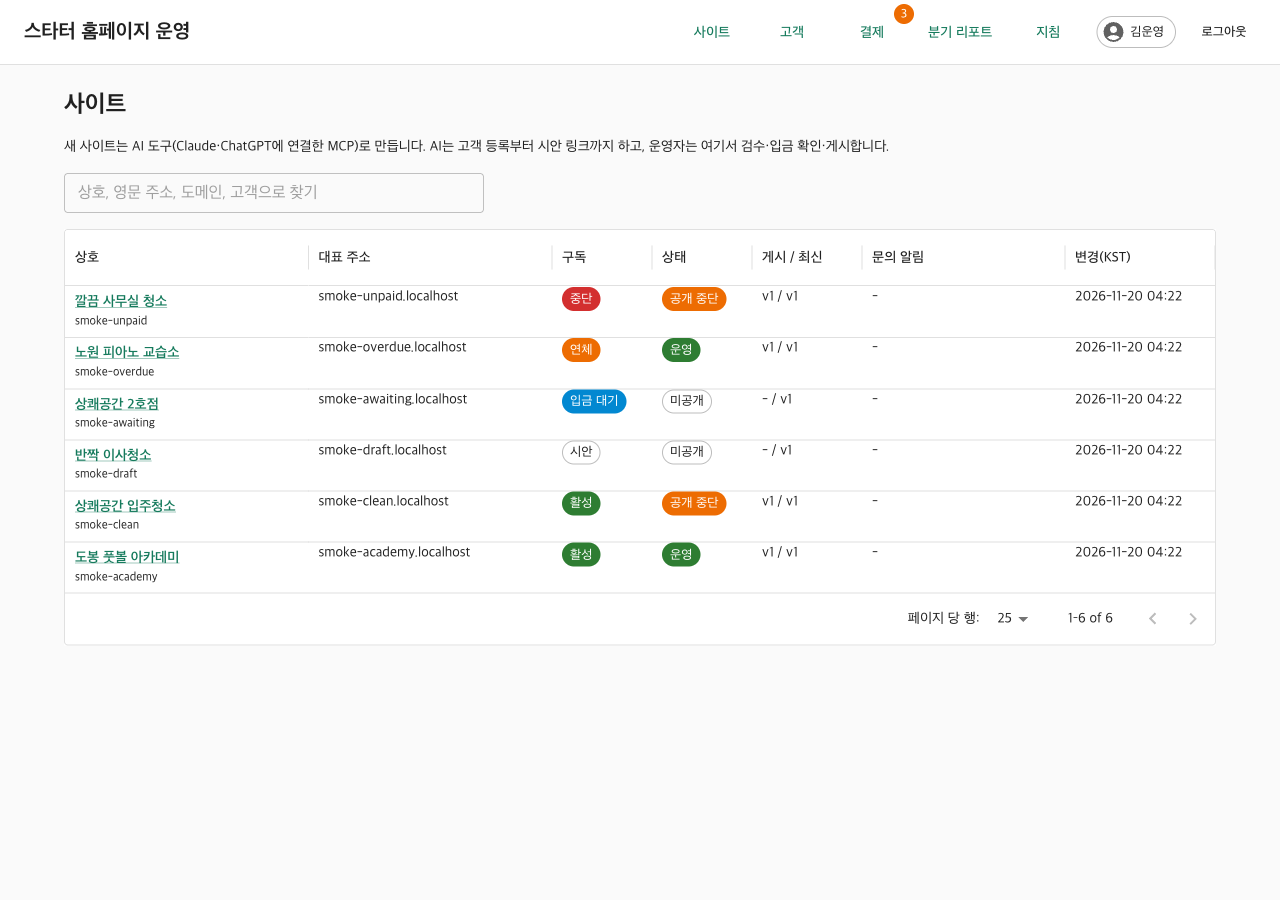 스타터 홈페이지 운영
사이트 고객 결제 3 분기 리포트 지침 김운영 로그아웃
사이트
새 사이트는 AI 도구(Claude·ChatGPT에 연결한 MCP)로 만듭니다. AI는 고객 등록부터 시안 링크까지 하고, 운영자는 여기서 검수·입금 확인·게시합니다.
상호, 영문 주소, 도메인, 고객으로 찾기
상호 대표 주소 구독 상태 게시 / 최신 문의 알림 변경(KST)
깔끔 사무실 청소 smoke-unpaid.localhost 중단 공개 중단 v1 / v1 - 2026-11-20 04:22
smoke-unpaid
노원 피아노 교습소 smoke-overdue.localhost 연체 운영 v1 / v1 - 2026-11-20 04:22
smoke-overdue
상쾌공간 2호점 smoke-awaiting.localhost 입금 대기 미공개 - / v1 - 2026-11-20 04:22
smoke-awaiting
반짝 이사청소 smoke-draft.localhost 시안 미공개 - / v1 - 2026-11-20 04:22
smoke-draft
상쾌공간 입주청소 smoke-clean.localhost 활성 공개 중단 v1 / v1 - 2026-11-20 04:22
smoke-clean
도봉 풋볼 아카데미 smoke-academy.localhost 활성 운영 v1 / v1 - 2026-11-20 04:22
smoke-academy
페이지 당 행: 25 1-6 of 6